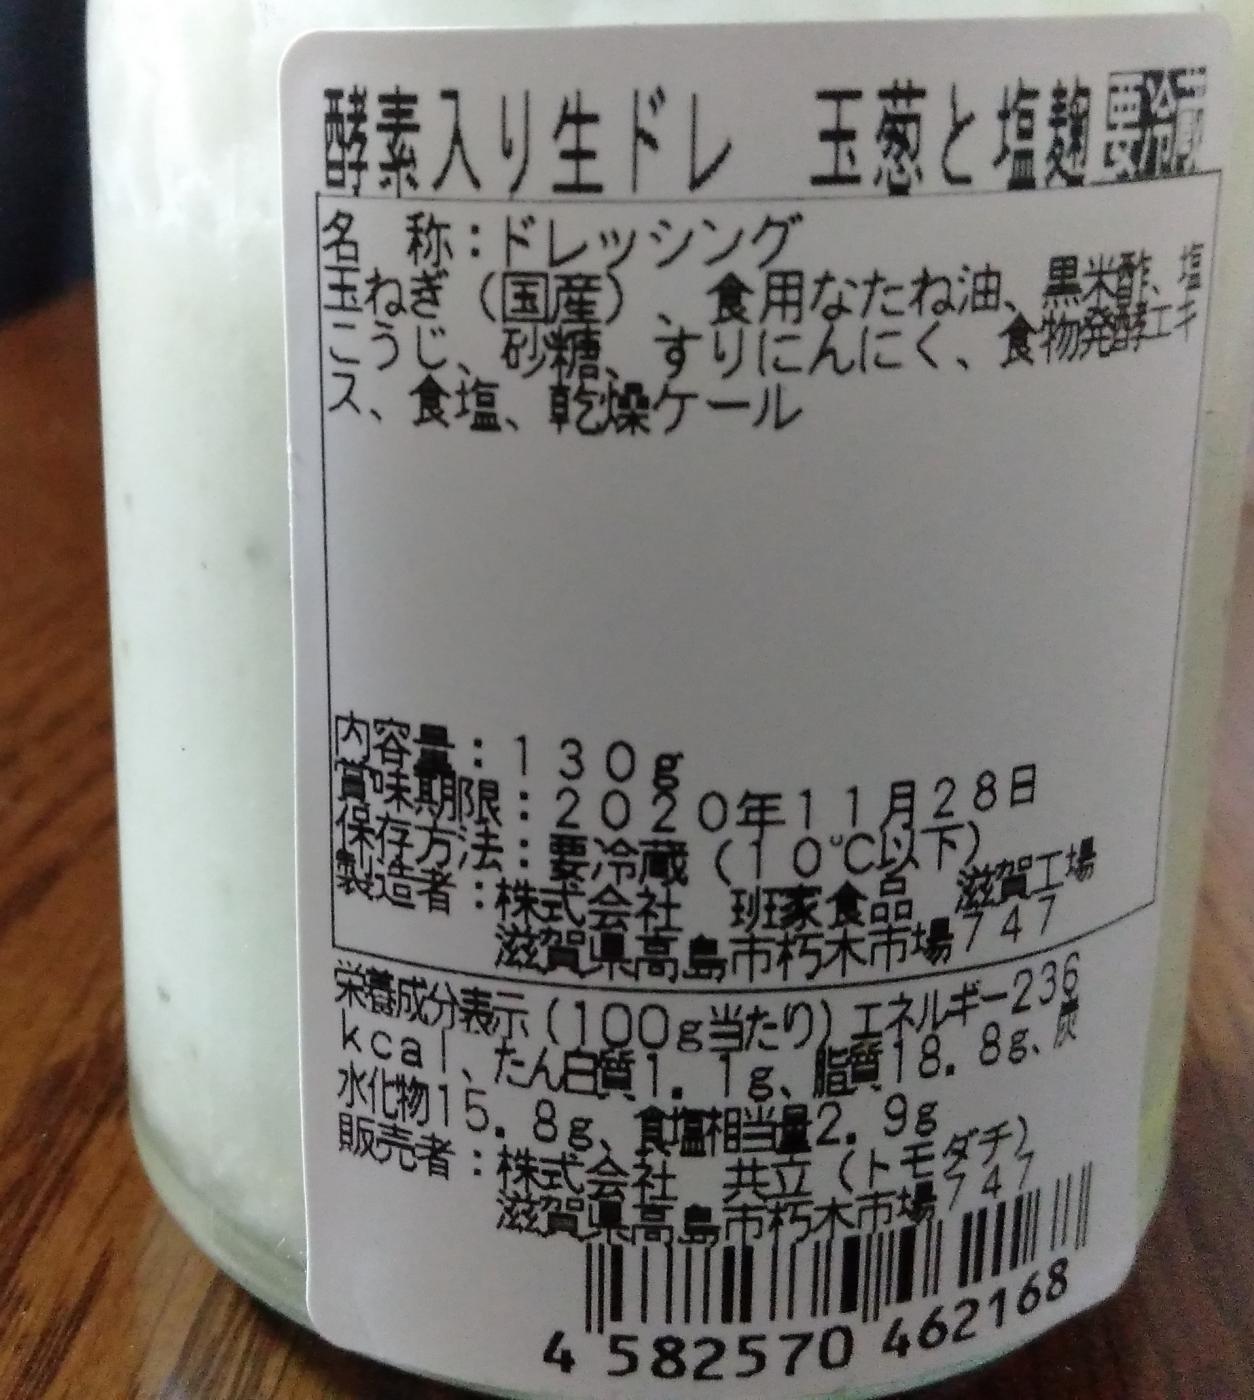 酵素入り生ドレ　玉葱と塩麹 要冷蔵
名　称：ドレッシング
玉ねぎ（国産）、食用なたね油、黒米酢、塩
こうじ、砂糖、すりにんにく、食物発酵エキ
ス、食塩、乾燥ケール
内容量：１３０ｇ
賞味期限：２０２０年１１月２８日
保存方法：要冷蔵（１０℃以下）
製造者：株式会社　班家食品　滋賀工場
滋賀県高島市朽木市場７４７
栄養成分表示(100g当たり)エネルギー236
kcal、たん白質1.1g、脂質18.8g、炭
水化物15.8g、食塩相当量2.9g
販売者：株式会社　共立（トモダチ）
滋賀県高島市朽木市場７４７
4 582570 462168